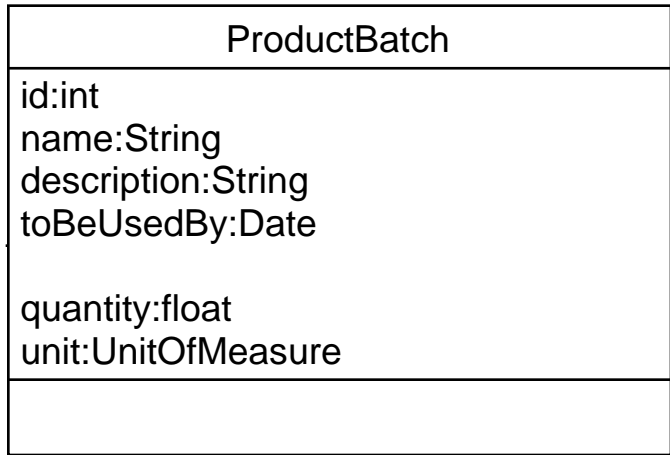 ProductBatch
id:int
name:String
description:String
toBeUsedBy:Date
quantity:float
unit:UnitOfMeasure